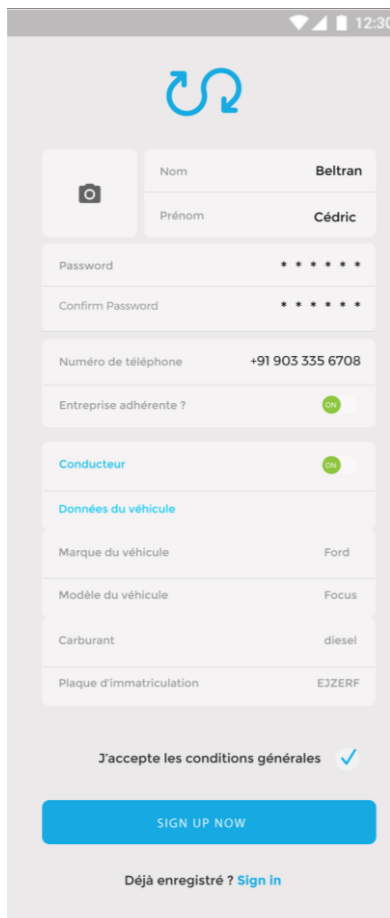 12:30
Nom Beltran
Prénom Cédric
Password * * * * * *
Confirm Password * * * * * *
Numéro de téléphone +91 903 335 6708
Entreprise adhérente ? ON
Conducteur ON
Données du véhicule
Marque du véhicule Ford
Modèle du véhicule Focus
Carburant diesel
Plaque d'immatriculation EJZERF
J'accepte les conditions générales
SIGN UP NOW
Déjà enregistré ? Sign in